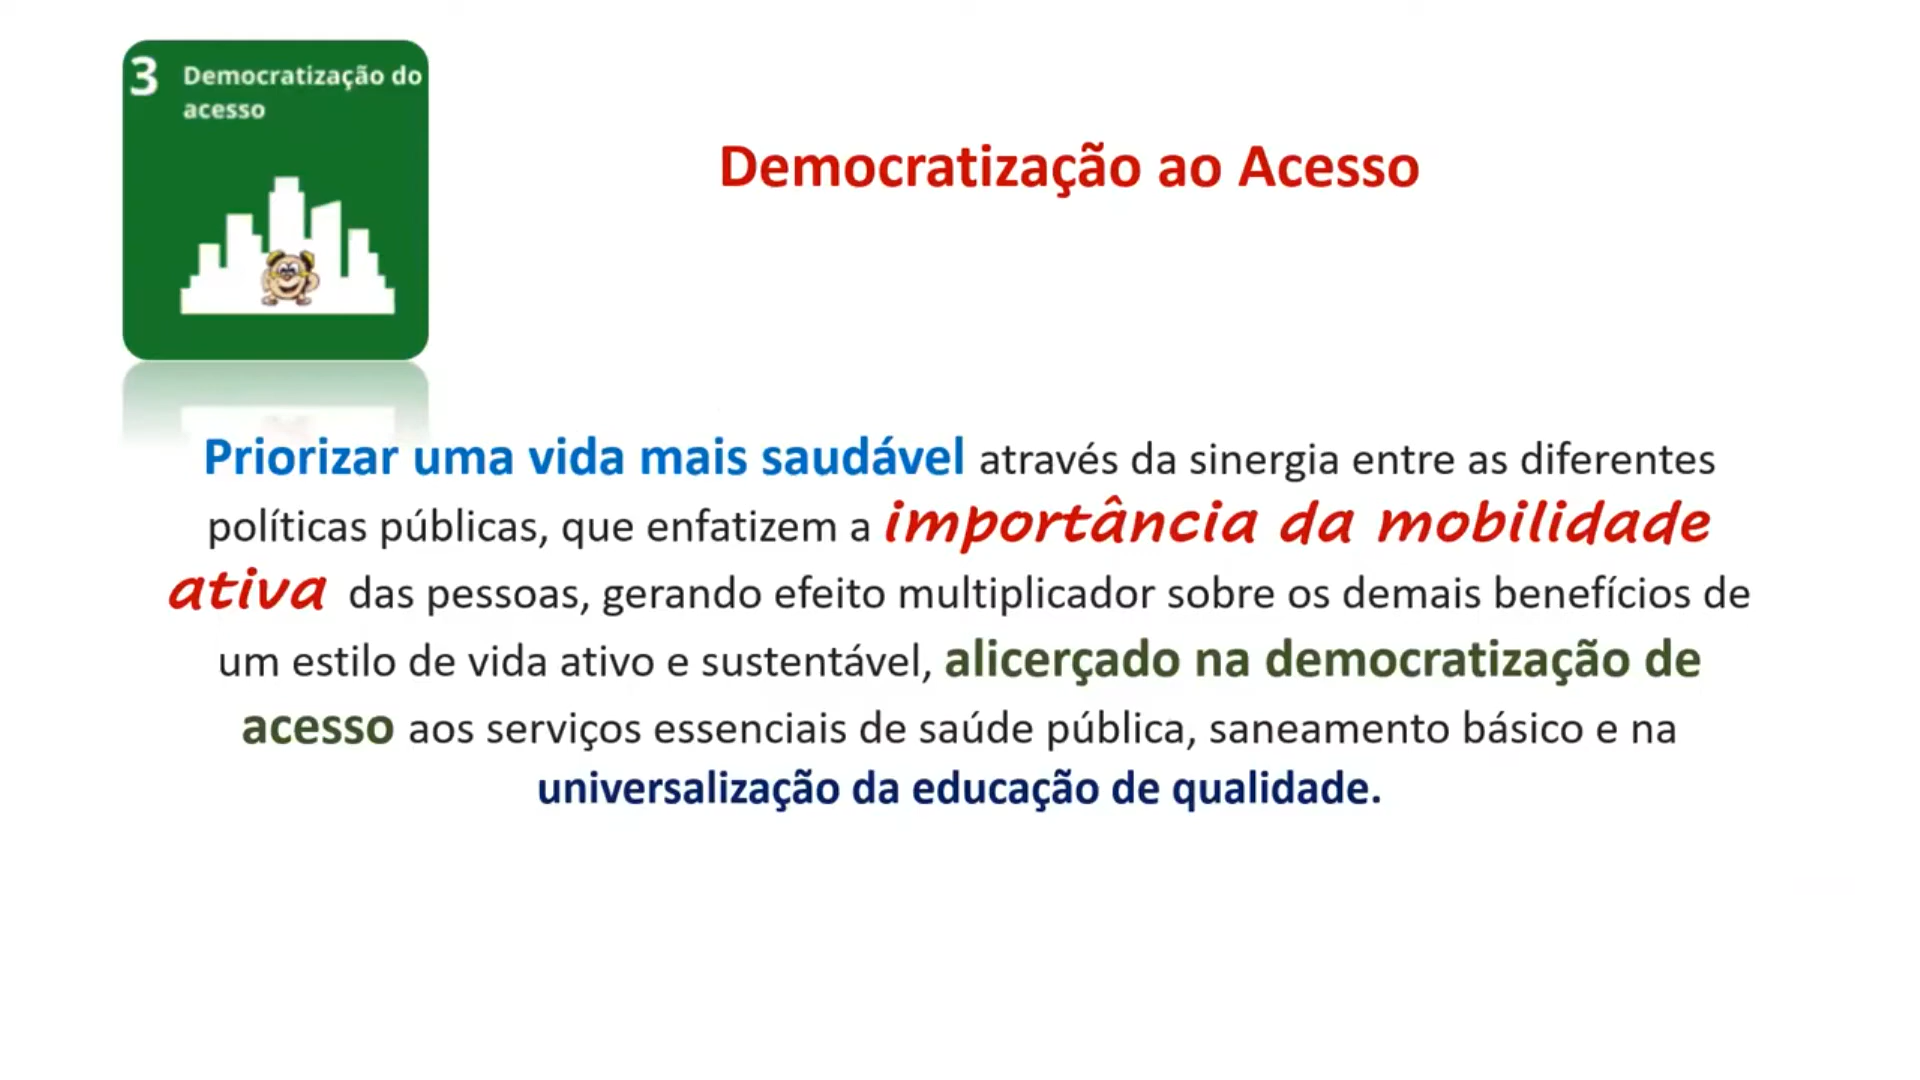 3 Democratização do
acesso
Democratização ao Acesso
Priorizar uma vida mais saudável através da sinergia entre as diferentes
políticas públicas, que enfatizem a importância da mobilidade
ativa das pessoas, gerando efeito multiplicador sobre os demais benefícios de
um estilo de vida ativo e sustentável, alicerçado na democratização de
acesso aos serviços essenciais de saúde pública, saneamento básico e na
universalização da educação de qualidade.